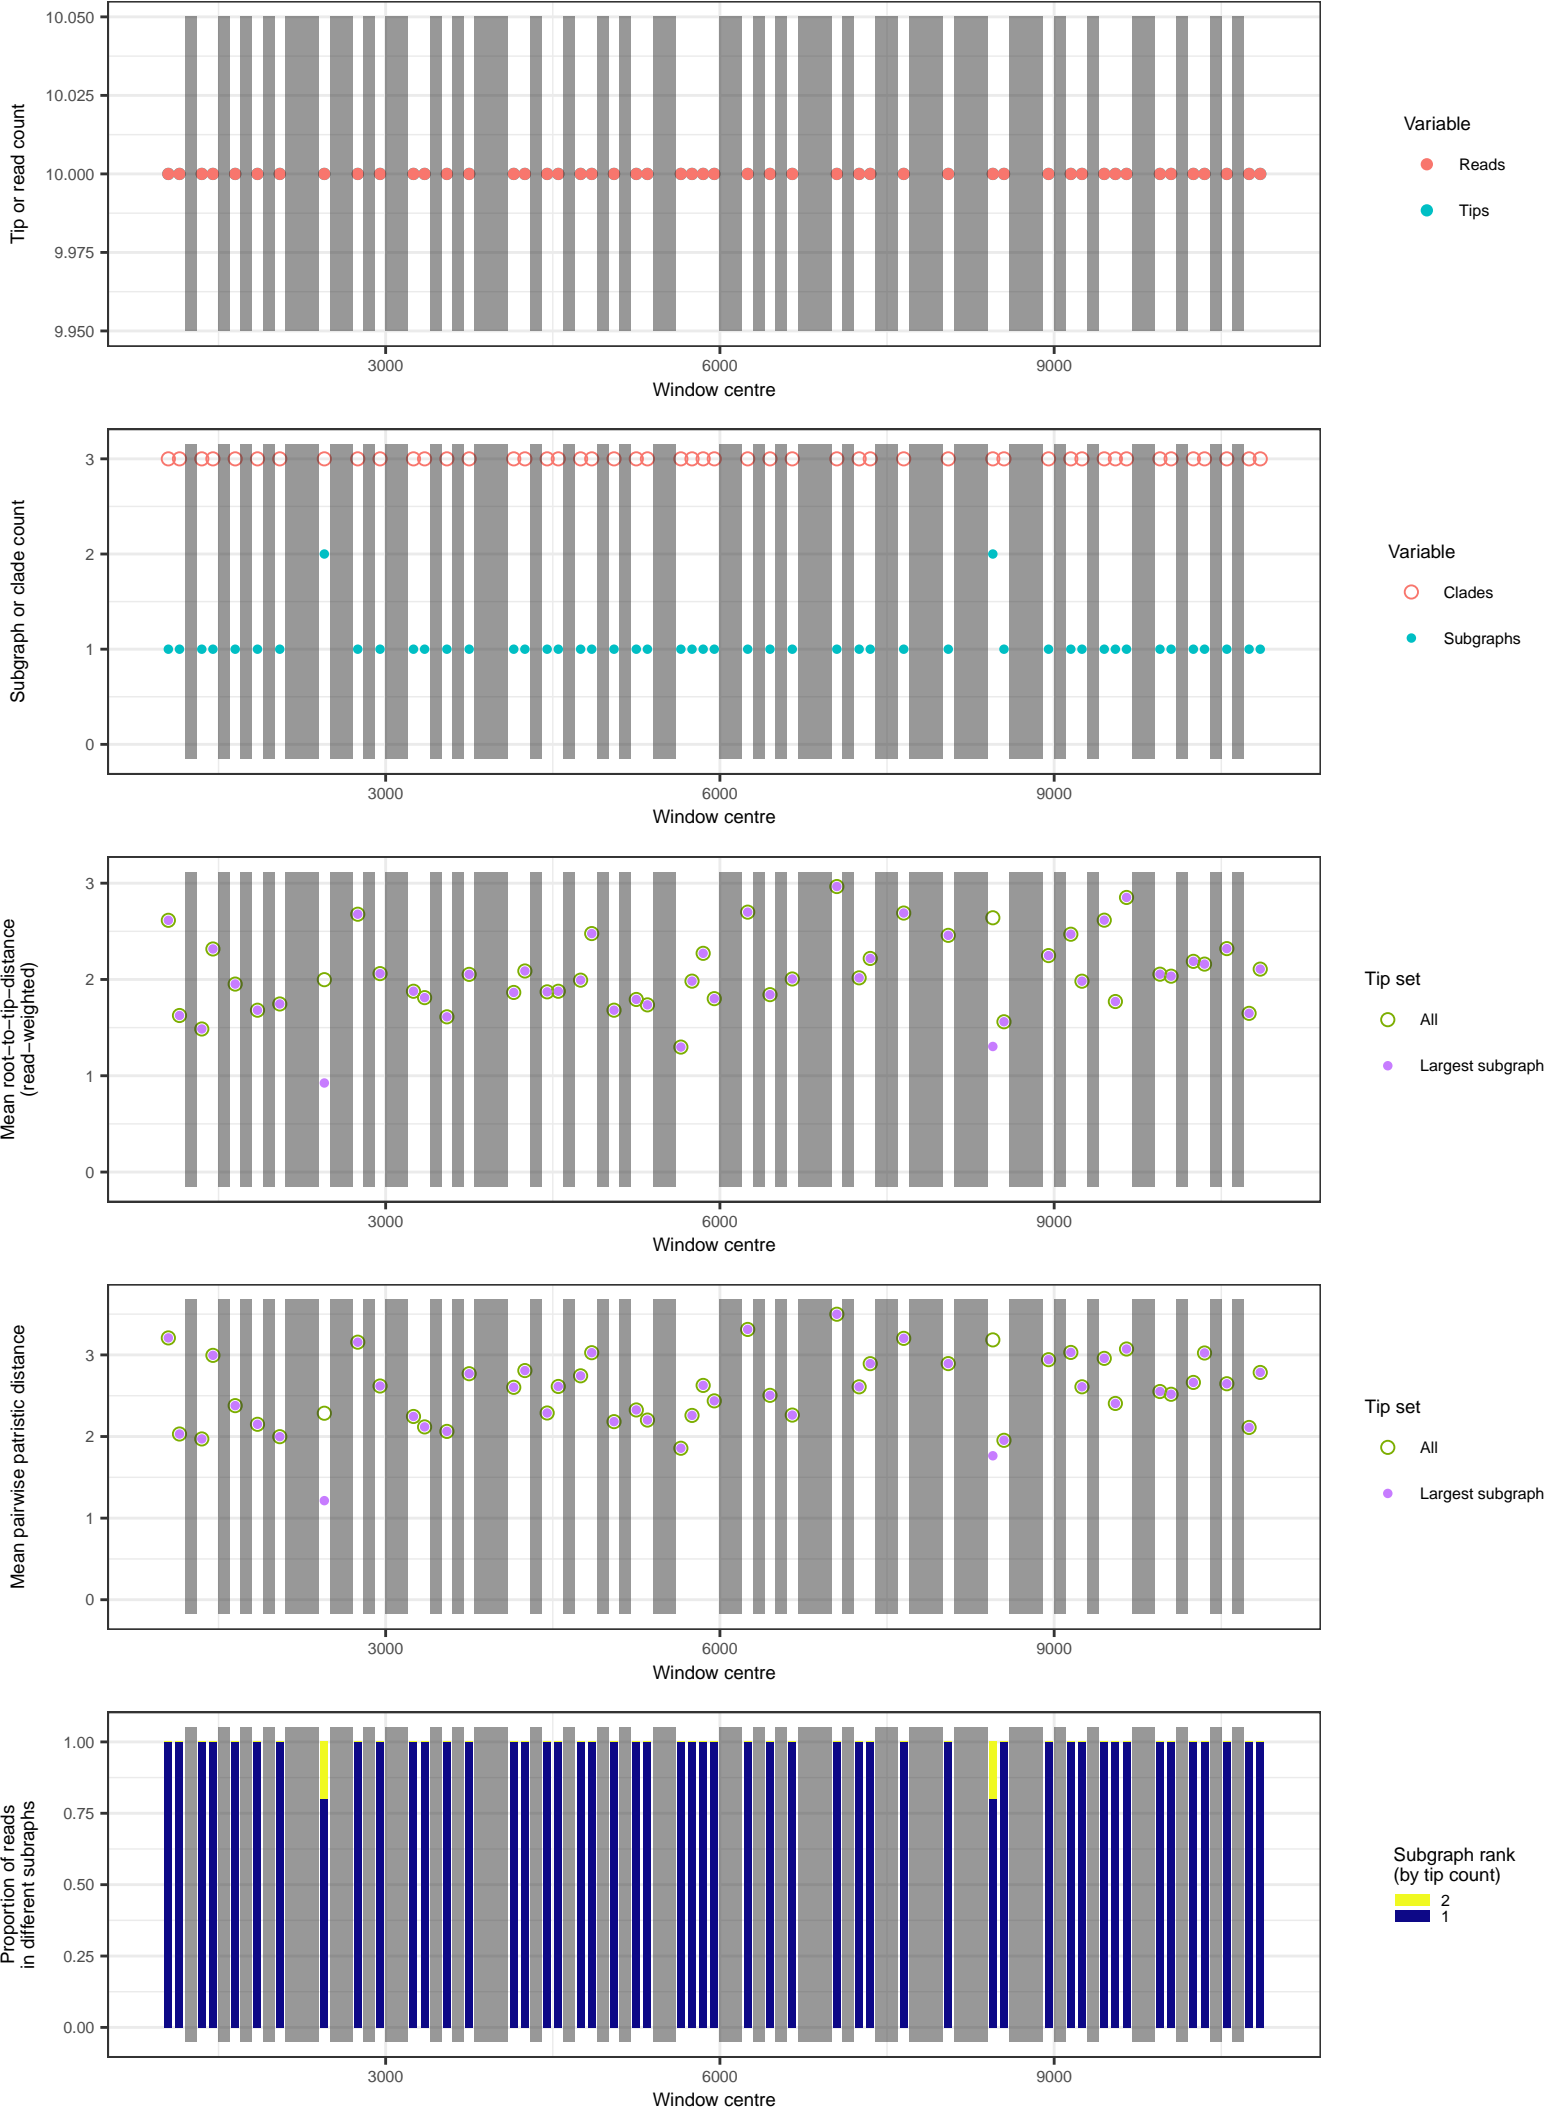 10.050
10.025
10.000
9.975
9.950
Tip or read count
3000 6000 9000
Window centre
Variable
Reads
Tips
3
2
1
0
Subgraph or clade count
3000 6000 9000
Window centre
Variable
Clades
Subgraphs
3
2
1
0
Mean root−to−tip−distance
(read−weighted)
3000 6000 9000
Window centre
Tip set
All
Largest subgraph
3
2
1
0
Mean pairwise patristic distance
3000 6000 9000
Window centre
Tip set
All
Largest subgraph
1.00
0.75
0.50
0.25
0.00
Proportion of reads
in different subraphs
3000 6000 9000
Window centre
Subgraph rank
(by tip count)
2
1